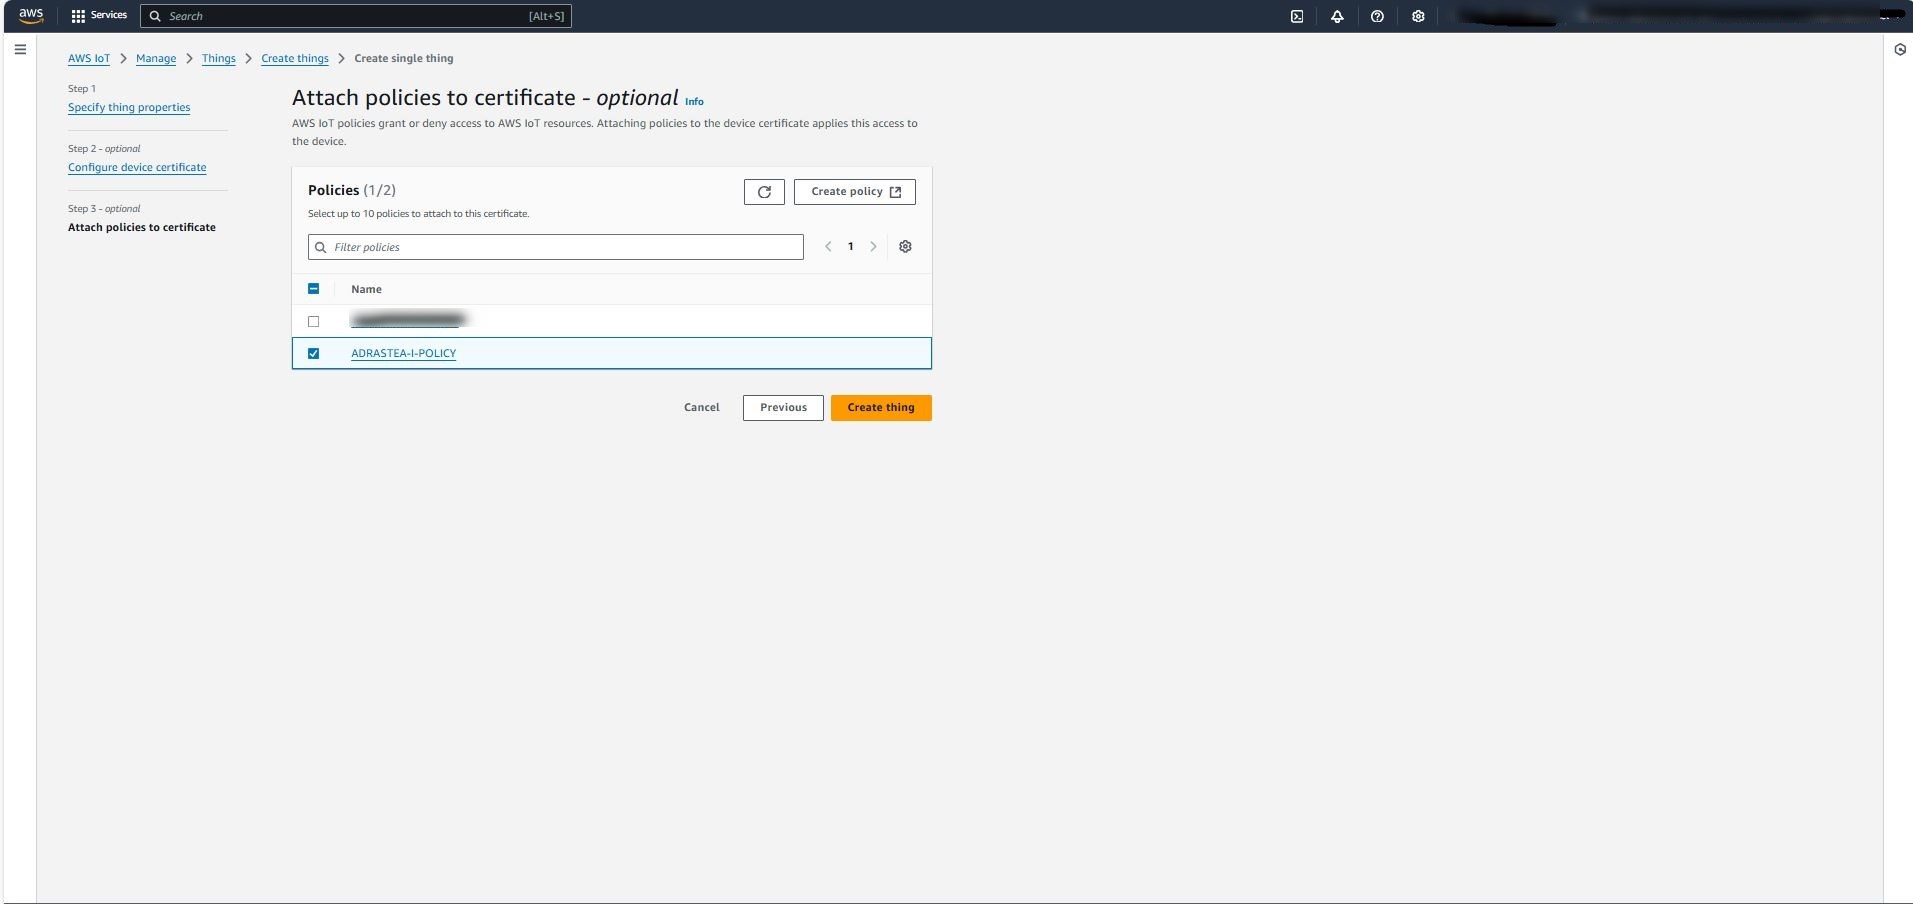 aws
Services
Search [Alt+S]
AWS IoT > Manage > Things > Create things > Create single thing
Step 1
Specify thing properties
Step 2 - optional
Configure device certificate
Step 3 - optional
Attach policies to certificate
Attach policies to certificate - optional Info
AWS IoT policies grant or deny access to AWS IoT resources. Attaching policies to the device certificate applies this access to
the device.
Policies (1/2)
Create policy
Select up to 10 policies to attach to this certificate.
Filter policies
1
Name
ADRASTEA-I-POLICY
Cancel
Previous
Create thing